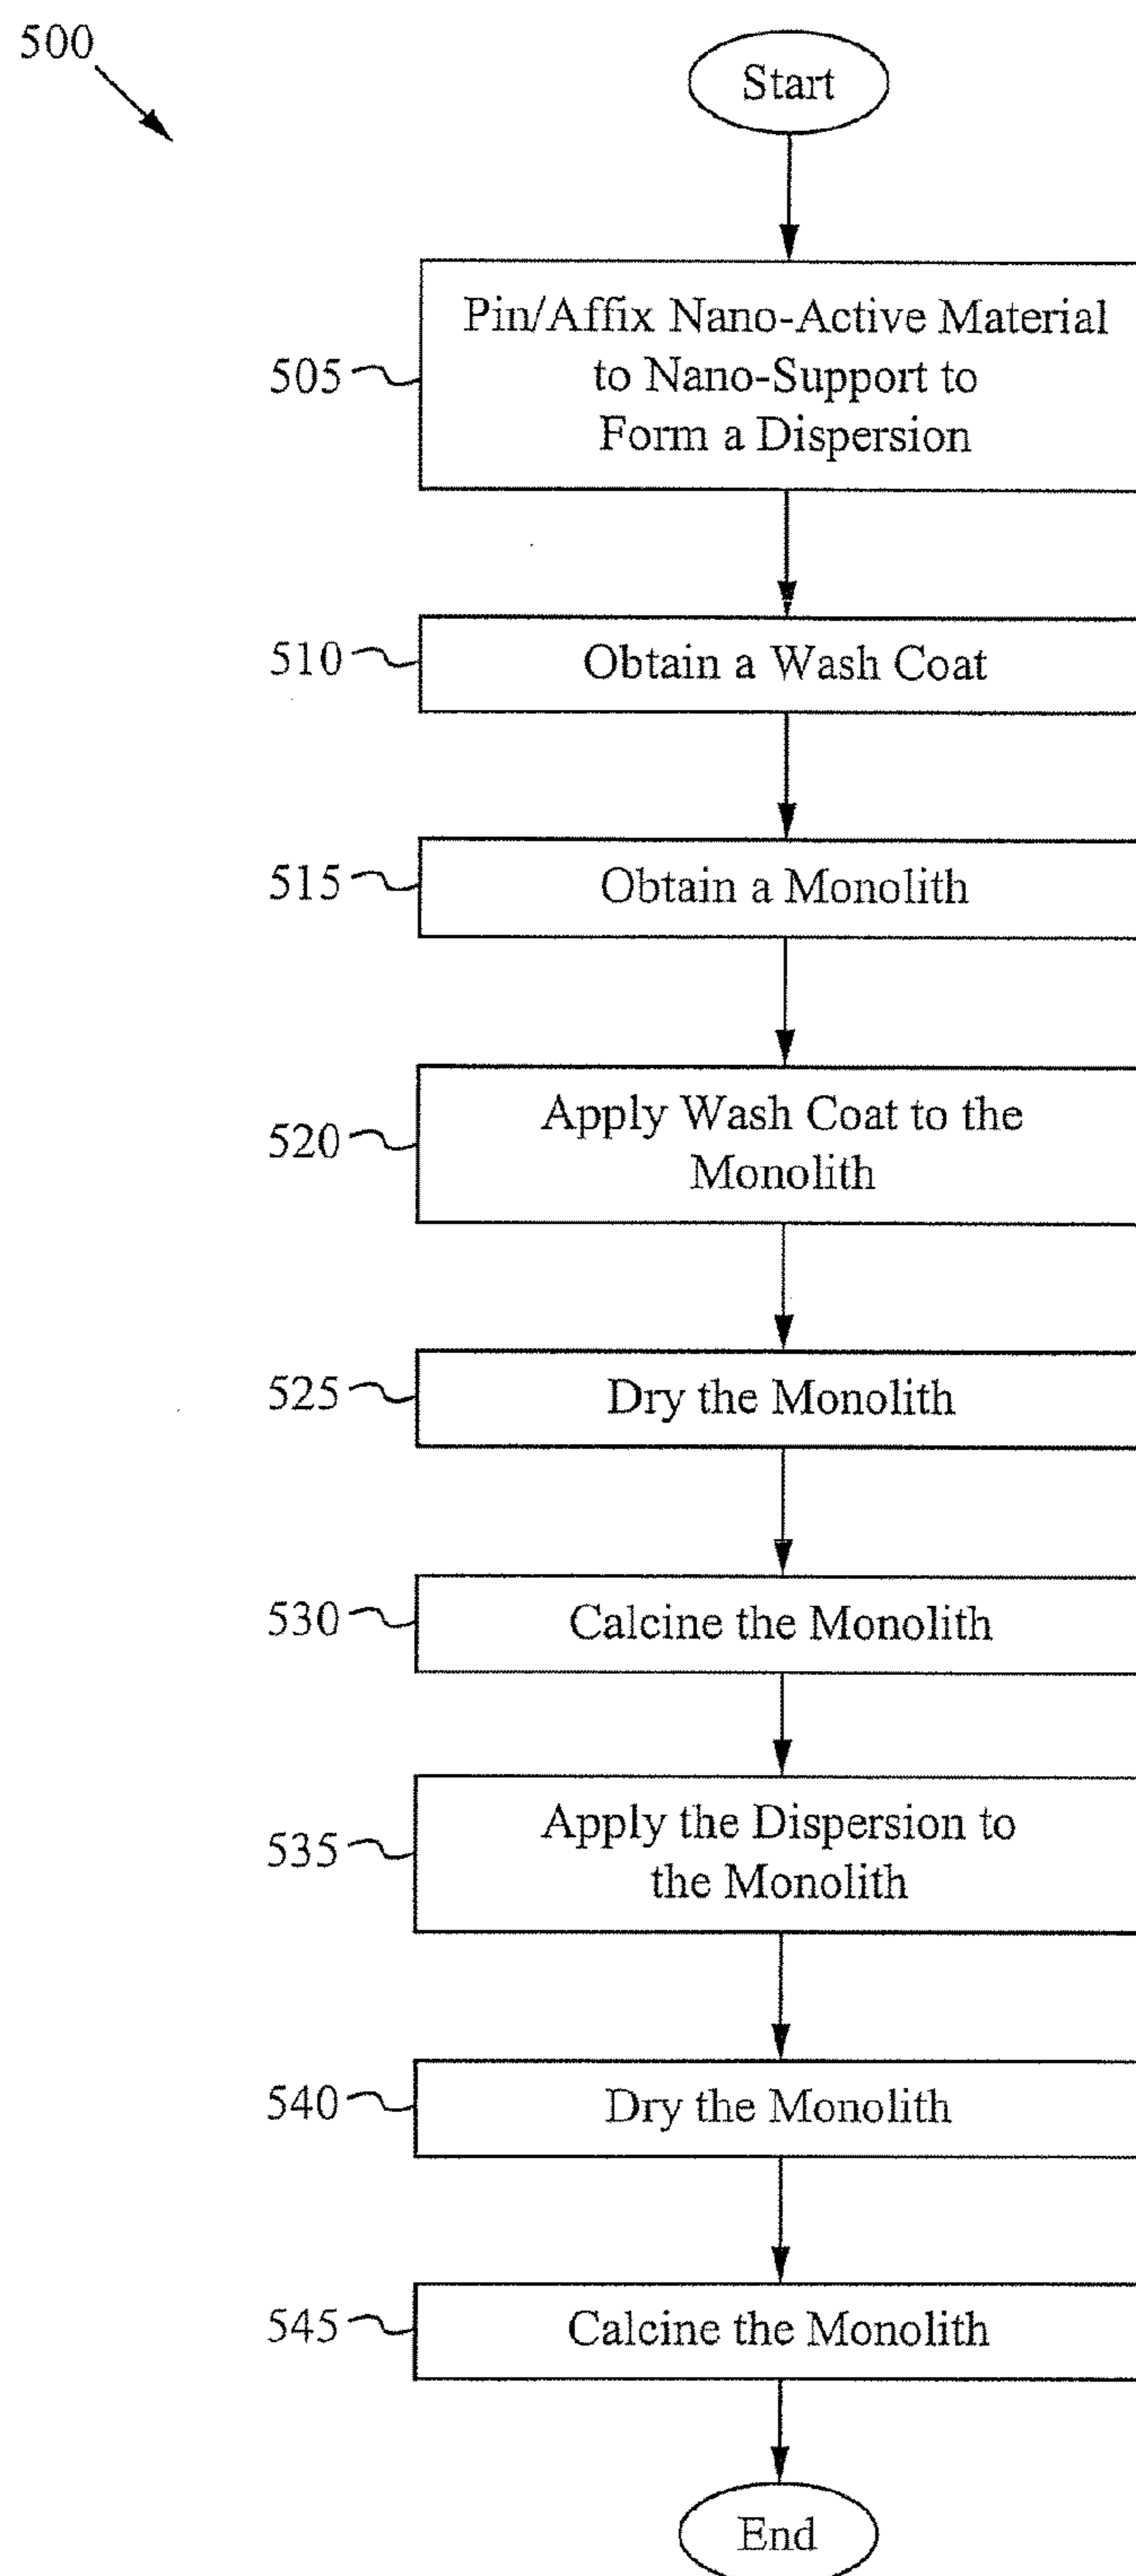 500
Start
505
Pin/Affix Nano-Active Material
to Nano-Support to
Form a Dispersion
510
Obtain a Wash Coat
515
Obtain a Monolith
520
Apply Wash Coat to the
Monolith
525
Dry the Monolith
530
Calcine the Monolith
535
Apply the Dispersion to
the Monolith
540
Dry the Monolith
545
Calcine the Monolith
End